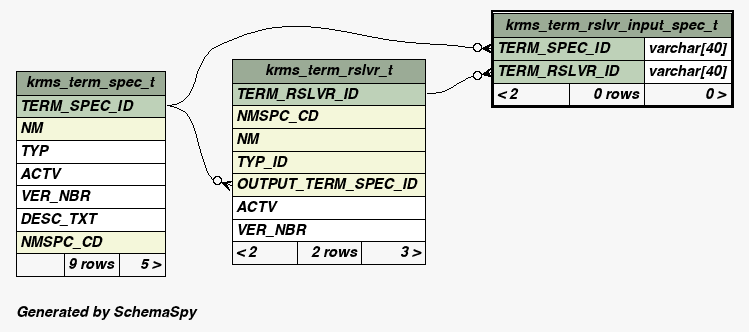 krms_term_spec_t
TERM_SPEC_ID
NM
TYP
ACTV
VER_NBR
DESC_TXT
NMSPC_CD
9 rows 5 >
krms_term_rslvr_t
TERM_RSLVR_ID
NMSPC_CD
NM
TYP_ID
OUTPUT_TERM_SPEC_ID
ACTV
VER_NBR
< 2 2 rows 3 >
krms_term_rslvr_input_spec_t
TERM_SPEC_ID varchar[40]
TERM_RSLVR_ID varchar[40]
< 2 0 rows 0 >
Generated by SchemaSpy